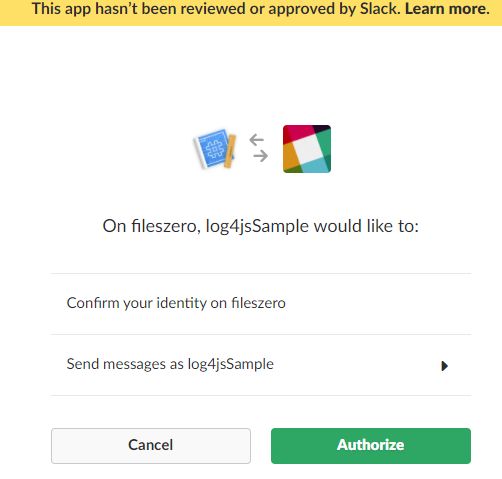 This app hasn't been reviewed or approved by Slack. Learn more.
On fileszero, log4jsSample would like to:
Confirm your identity on fileszero
Send messages as log4jsSample
Cancel
Authorize